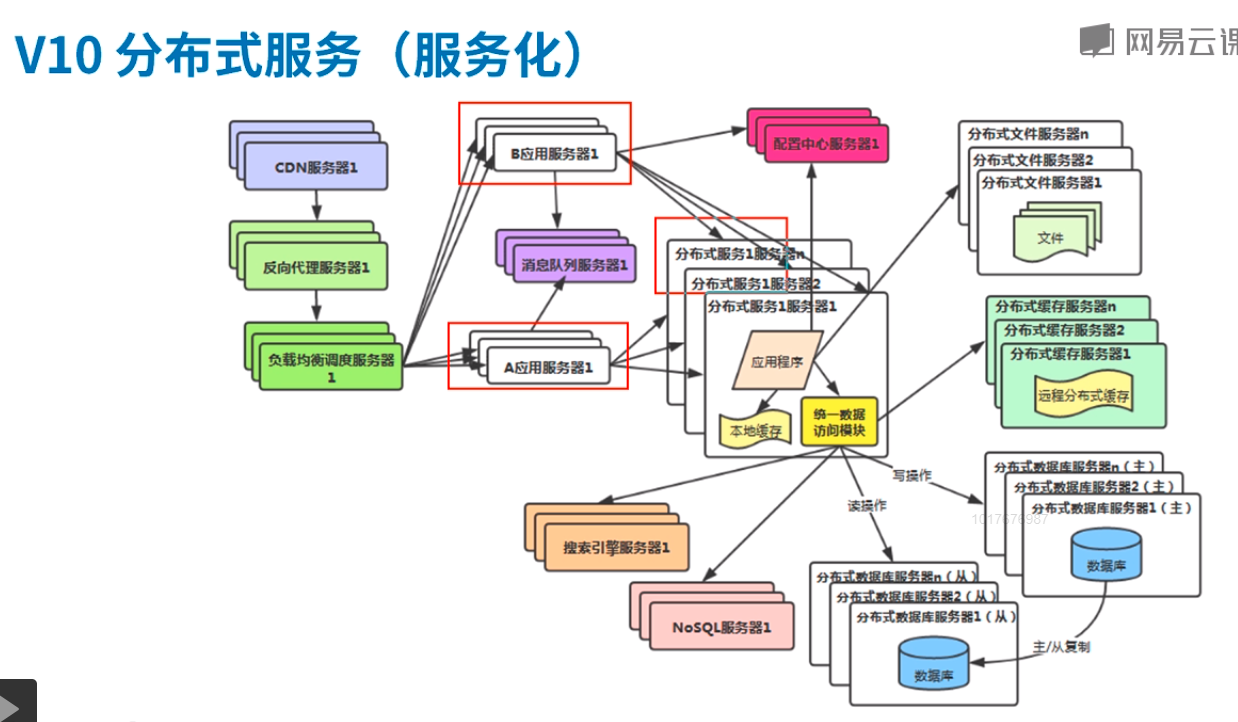 V10 分布式服务（服务化）
网易云课
CDN服务器1
反向代理服务器1
负载均衡调度服务器
1
B应用服务器1
消息队列服务器1
A应用服务器1
配置中心服务器1
分布式服务1服务器n
分布式服务1服务器2
分布式服务1服务器1
应用程序
本地缓存
统一数据
访问模块
分布式文件服务器n
分布式文件服务器2
分布式文件服务器1
文件
分布式缓存服务器n
分布式缓存服务器2
分布式缓存服务器1
远程分布式缓存
写操作
读操作
分布式数据库服务器n（主）
分布式数据库服务器2（主）
分布式数据库服务器1（主）
数据库
1017676987
搜索引擎服务器1
NoSQL服务器1
分布式数据库服务器n（从）
分布式数据库服务器2（从）
分布式数据库服务器1（从）
数据库
主/从复制